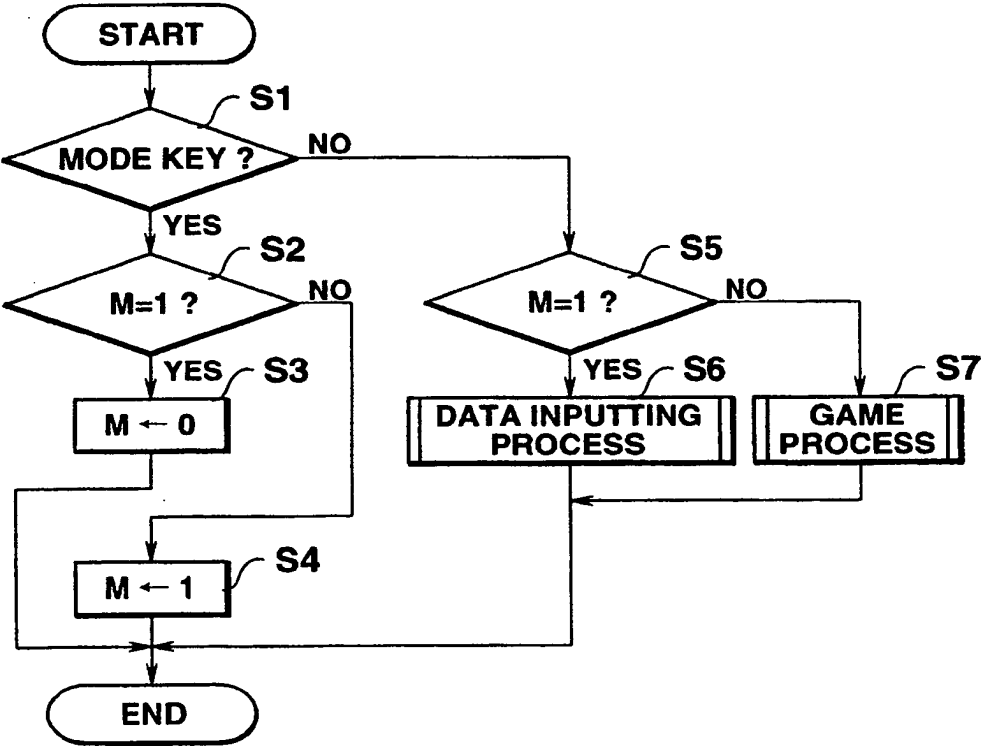 START
S1
MODE KEY ?
NO
YES
S2
M=1 ?
NO
S5
M=1 ?
NO
YES
S3
M ← 0
YES
S6
DATA INPUTTING
PROCESS
S7
GAME
PROCESS
S4
M ← 1
END